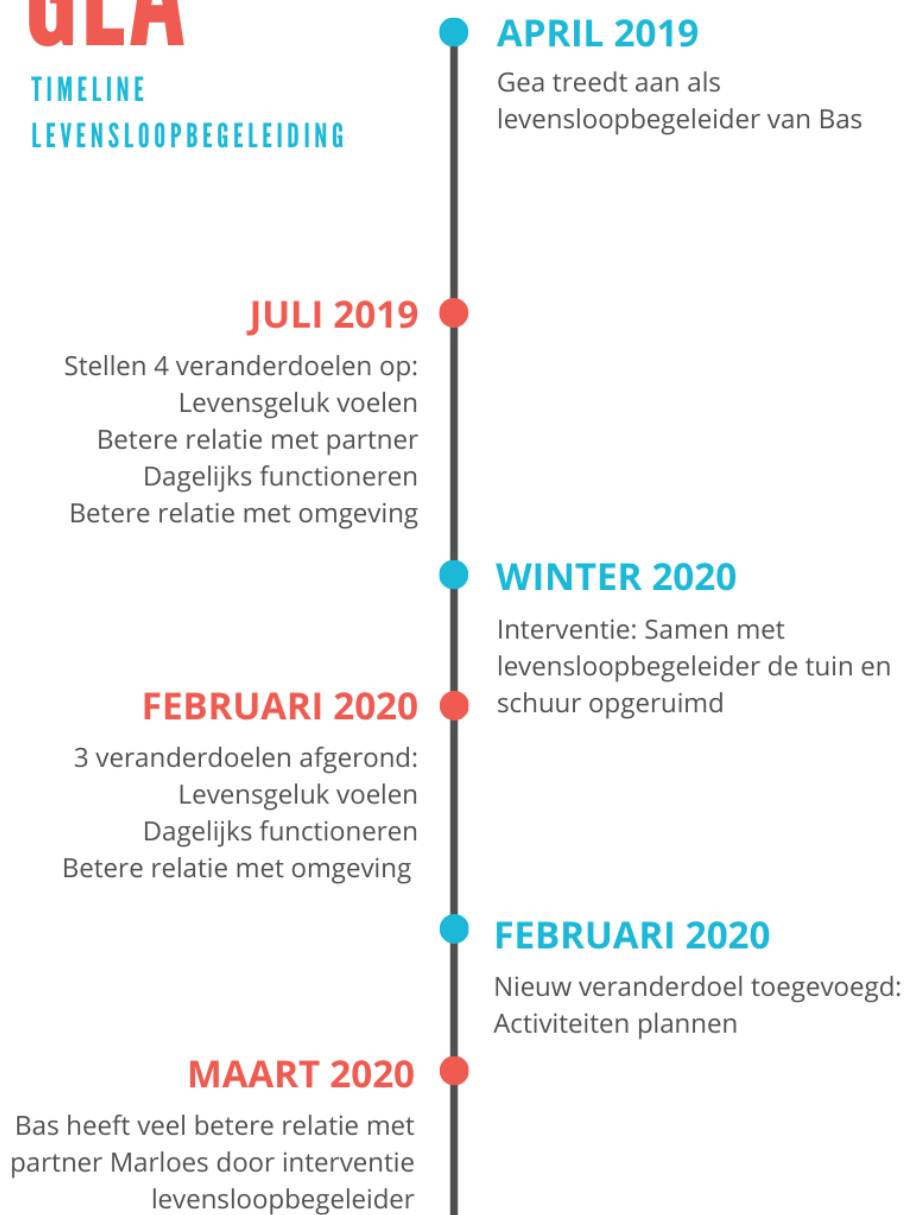 GEA
TIMELINE
LEVENSLOOPBEGELEIDING
APRIL 2019
Gea treedt aan als
levensloopbegeleider van Bas
JULI 2019
Stellen 4 veranderdoelen op:
Levensgeluk voelen
Betere relatie met partner
Dagelijks functioneren
Betere relatie met omgeving
WINTER 2020
Interventie: Samen met
levensloopbegeleider de tuin en
schuur opgeruimd
FEBRUARI 2020
3 veranderdoelen afgerond:
Levensgeluk voelen
Dagelijks functioneren
Betere relatie met omgeving
FEBRUARI 2020
Nieuw veranderdoel toegevoegd:
Activiteiten plannen
MAART 2020
Bas heeft veel betere relatie met
partner Marloes door interventie
levensloopbegeleider